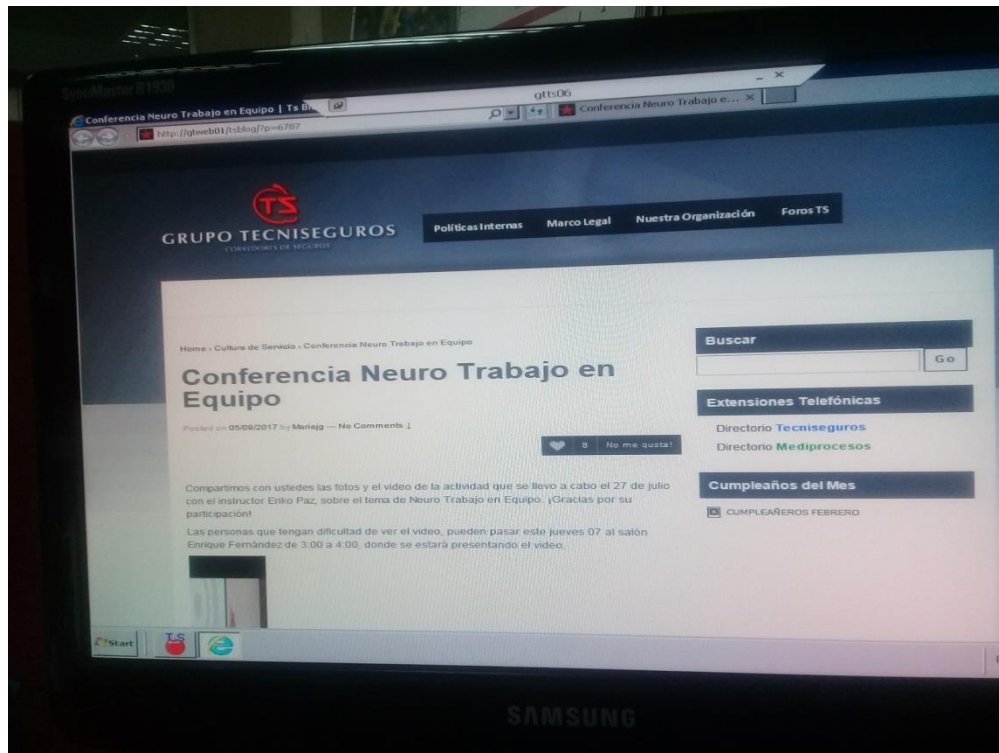 SyncMaster B1930
gtts06
Conferencia Neuro Trabajo en Equipo | Ts
Conferencia Neuro Trabajo e...
http://gtweb01/tsblog/?p=6767
TS
GRUPO TECNISEGUROS
CORREDORES DE SEGUROS
Políticas Internas Marco Legal Nuestra Organización Foros TS
Home › Cultura de Servicio › Conferencia Neuro Trabajo en Equipo
Conferencia Neuro Trabajo en
Equipo
Posted on 05/09/2017 by Mariajg — No Comments ↓
8 No me gusta!
Compartimos con ustedes las fotos y el video de la actividad que se llevo a cabo el 27 de julio
con el instructor Eriko Paz, sobre el tema de Neuro Trabajo en Equipo. ¡Gracias por su
participación!
Las personas que tengan dificultad de ver el video, pueden pasar este jueves 07 al salón
Enrique Fernández de 3:00 a 4:00, donde se estará presentando el video.
Buscar
Go
Extensiones Telefónicas
Directorio Tecniseguros
Directorio Mediprocesos
Cumpleaños del Mes
CUMPLEAÑEROS FEBRERO
Start
T.S
SAMSUNG